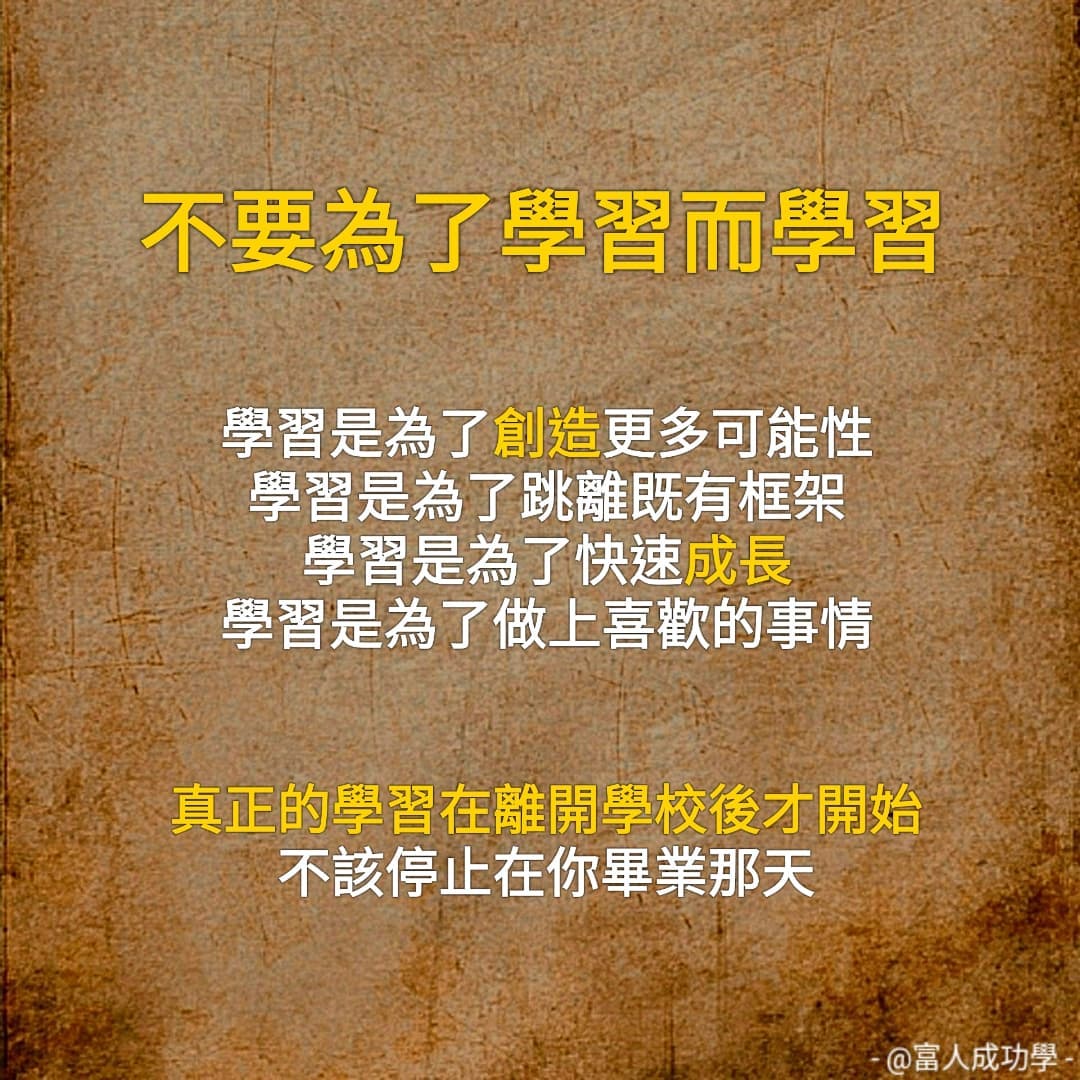 不要為了學習而學習
學習是為了創造更多可能性
學習是為了跳離既有框架
學習是為了快速成長
學習是為了做上喜歡的事情
真正的學習在離開學校後才開始
不該停止在你畢業那天
- @富人成功學 -